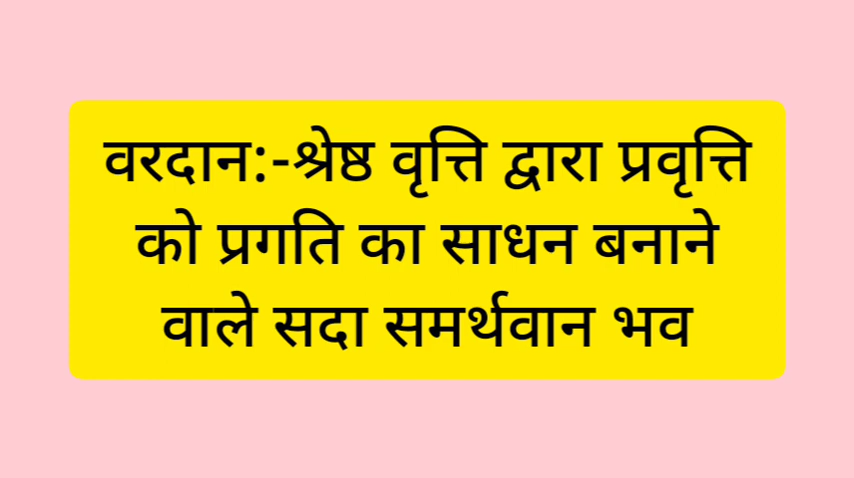 वरदान:-श्रेष्ठ वृत्ति द्वारा प्रवृत्ति
को प्रगति का साधन बनाने
वाले सदा समर्थवान भव